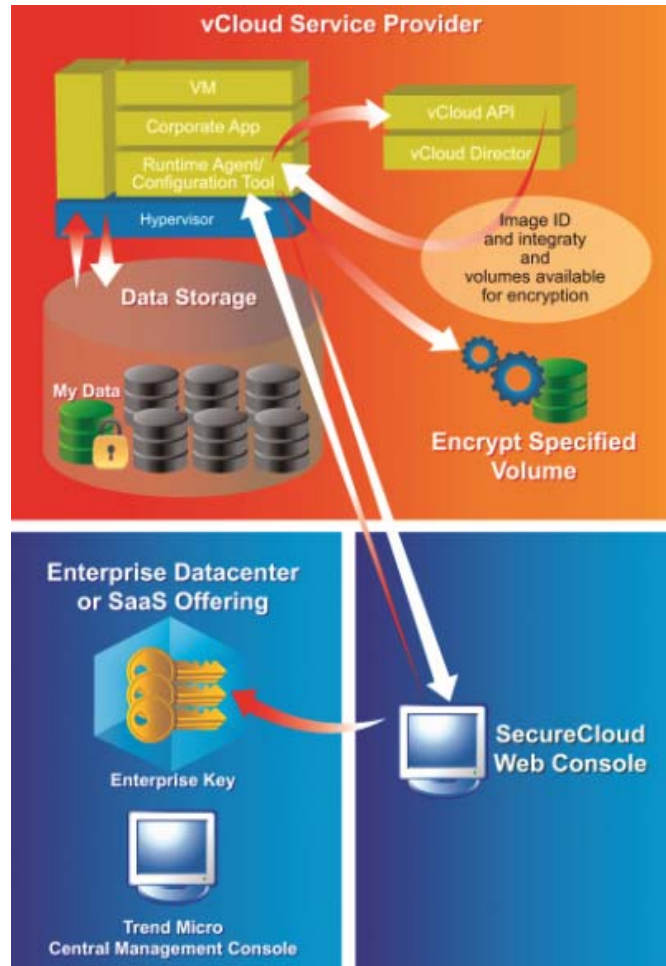 vCloud Service Provider
VM
Corporate App
Runtime Agent/
Configuration Tool
Hypervisor
vCloud API
vCloud Director
Image ID
and integraty
and
volumes available
for encryption
Data Storage
My Data
Encrypt Specified
Volume
Enterprise Datacenter
or SaaS Offering
Enterprise Key
Trend Micro
Central Management Console
SecureCloud
Web Console